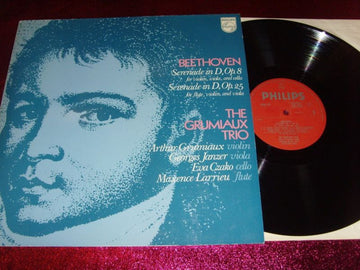 PHILIPS
BEETHOVEN
Serenade in D, Op. 8
for violin, viola, and cello
Serenade in D, Op. 25
for flute, violin, and viola
THE
GRUMIAUX
TRIO
Arthur Grumiaux violin
Georges Janzer viola
Eva Czako cello
Maxence Larrieu flute
PHILIPS